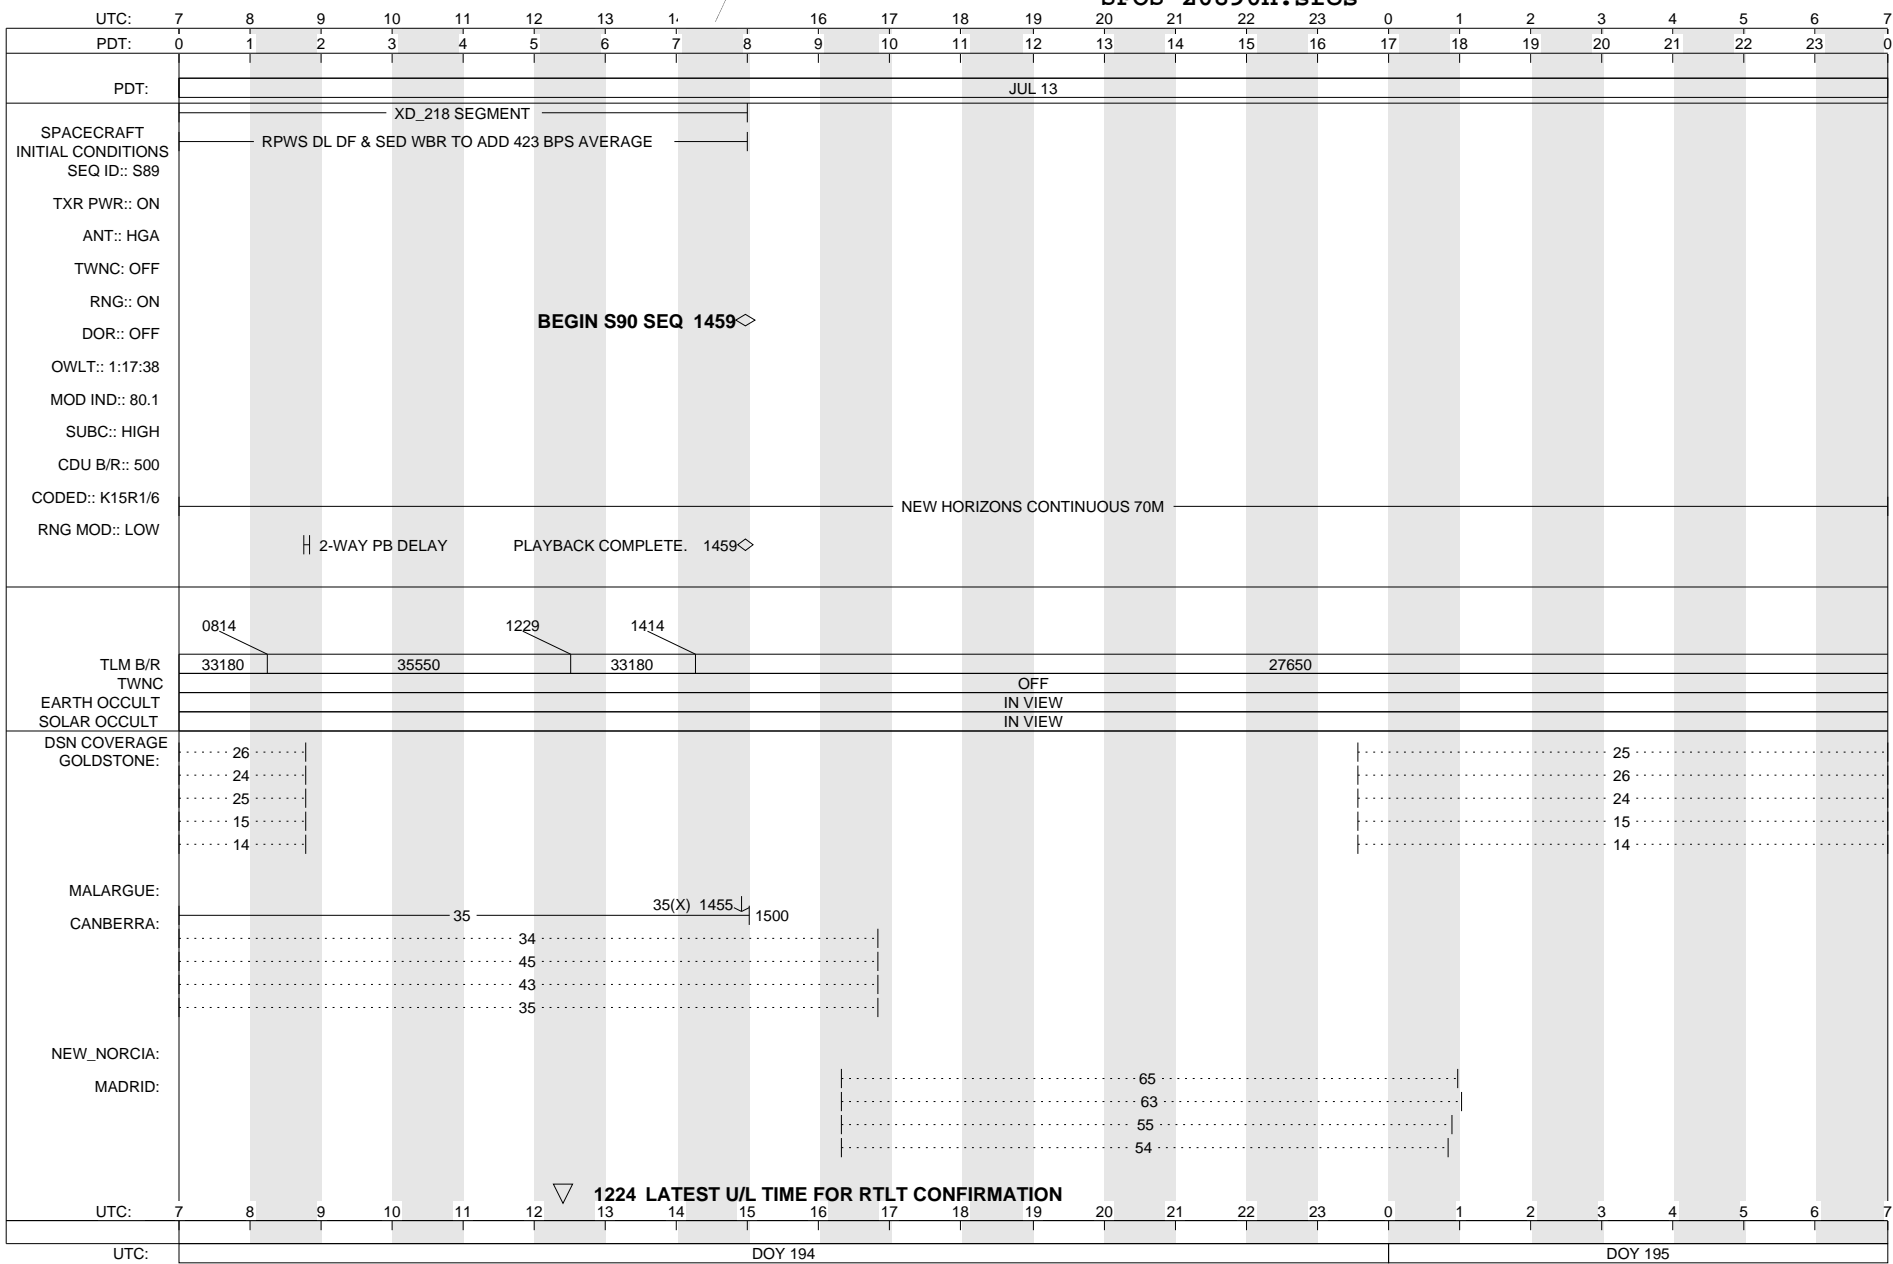 SFOS
UTC: 7 8 9 10 11 12 13 14 16 17 18 19 20 21 22 23 0 1 2 3 4 5 6 7
PDT: 0 1 2 3 4 5 6 7 8 9 10 11 12 13 14 15 16 17 18 19 20 21 22 23 0
PDT: JUL 13
XD_218 SEGMENT
SPACECRAFT
RPWS DL DF & SED WBR TO ADD 423 BPS AVERAGE
INITIAL CONDITIONS
SEQ ID:: S89
TXR PWR:: ON
ANT:: HGA
TWNC: OFF
RNG:: ON
BEGIN S90 SEQ 1459
DOR:: OFF
OWLT:: 1:17:38
MOD IND:: 80.1
SUBC:: HIGH
CDU B/R:: 500
CODED:: K15R1/6
NEW HORIZONS CONTINUOUS 70M
RNG MOD:: LOW
2-WAY PB DELAY PLAYBACK COMPLETE. 1459
0814 1229 1414
TLM B/R 33180 35550 33180 27650
TWNC OFF
EARTH OCCULT IN VIEW
SOLAR OCCULT IN VIEW
DSN COVERAGE
GOLDSTONE: 26 25
24 26
25 24
15 15
14 14
MALARGUE:
35(X) 1455
CANBERRA: 35 1500
34
45
43
35
NEW_NORCIA:
MADRID: 65
63
55
54
1224 LATEST U/L TIME FOR RTLT CONFIRMATION
UTC: 7 8 9 10 11 12 13 14 15 16 17 18 19 20 21 22 23 0 1 2 3 4 5 6 7
UTC: DOY 194 DOY 195